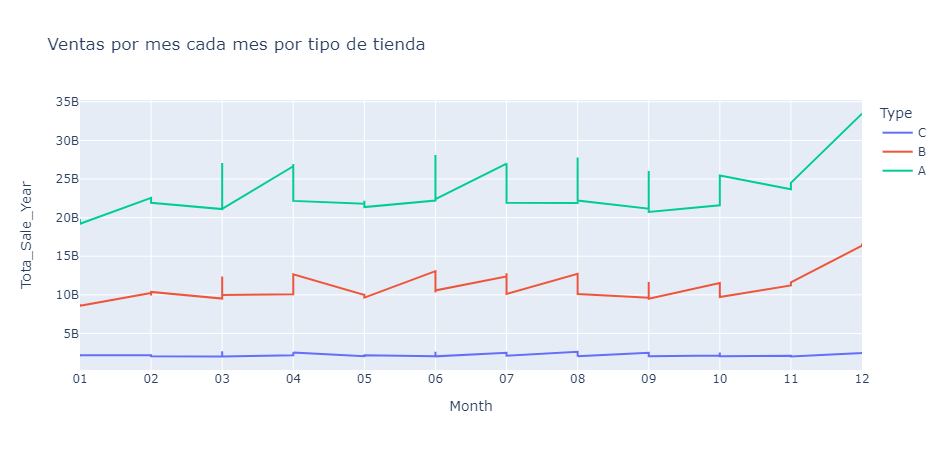 Ventas por mes cada mes por tipo de tienda
35B
30B
25B
20B
15B
10B
5B
Tota_Sale_Year
01 02 03 04 05 06 07 08 09 10 11 12
Month
Type
C
B
A